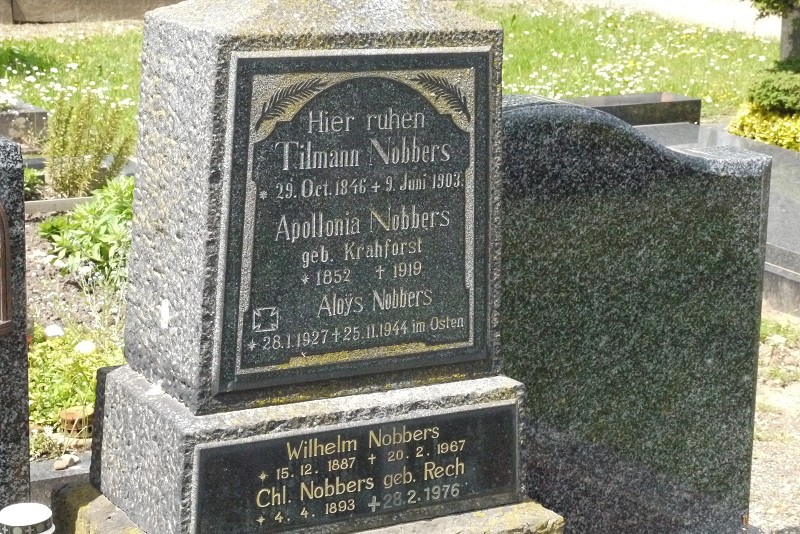 Hier ruhen
Tilmann Nobbers
* 29. Oct. 1846 + 9. Juni 1903.
Apollonia Nobbers
geb. Krahforst
* 1852 † 1919
Aloÿs Nobbers
* 28.1.1927 + 25.11.1944 im Osten
Wilhelm Nobbers
* 15. 12. 1887 + 20. 2. 1967
Chl. Nobbers geb. Rech
* 4. 4. 1893 + 28. 2. 1976